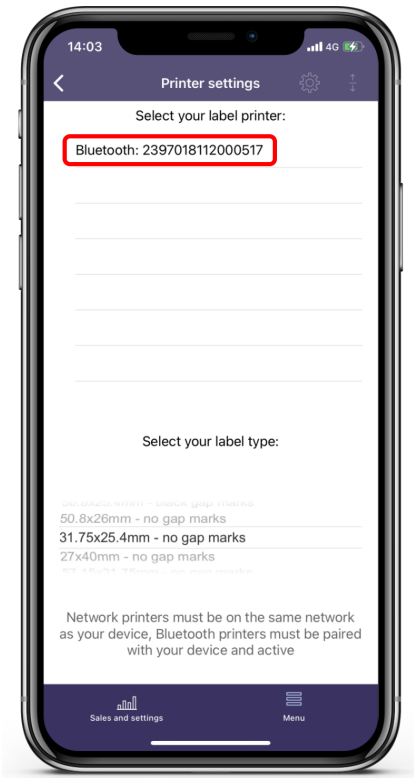 14:03
4G
Printer settings
Select your label printer:
Bluetooth: 2397018112000517
Select your label type:
50.8x26mm - no gap marks
31.75x25.4mm - no gap marks
27x40mm - no gap marks
Network printers must be on the same network
as your device, Bluetooth printers must be paired
with your device and active
Sales and settings
Menu